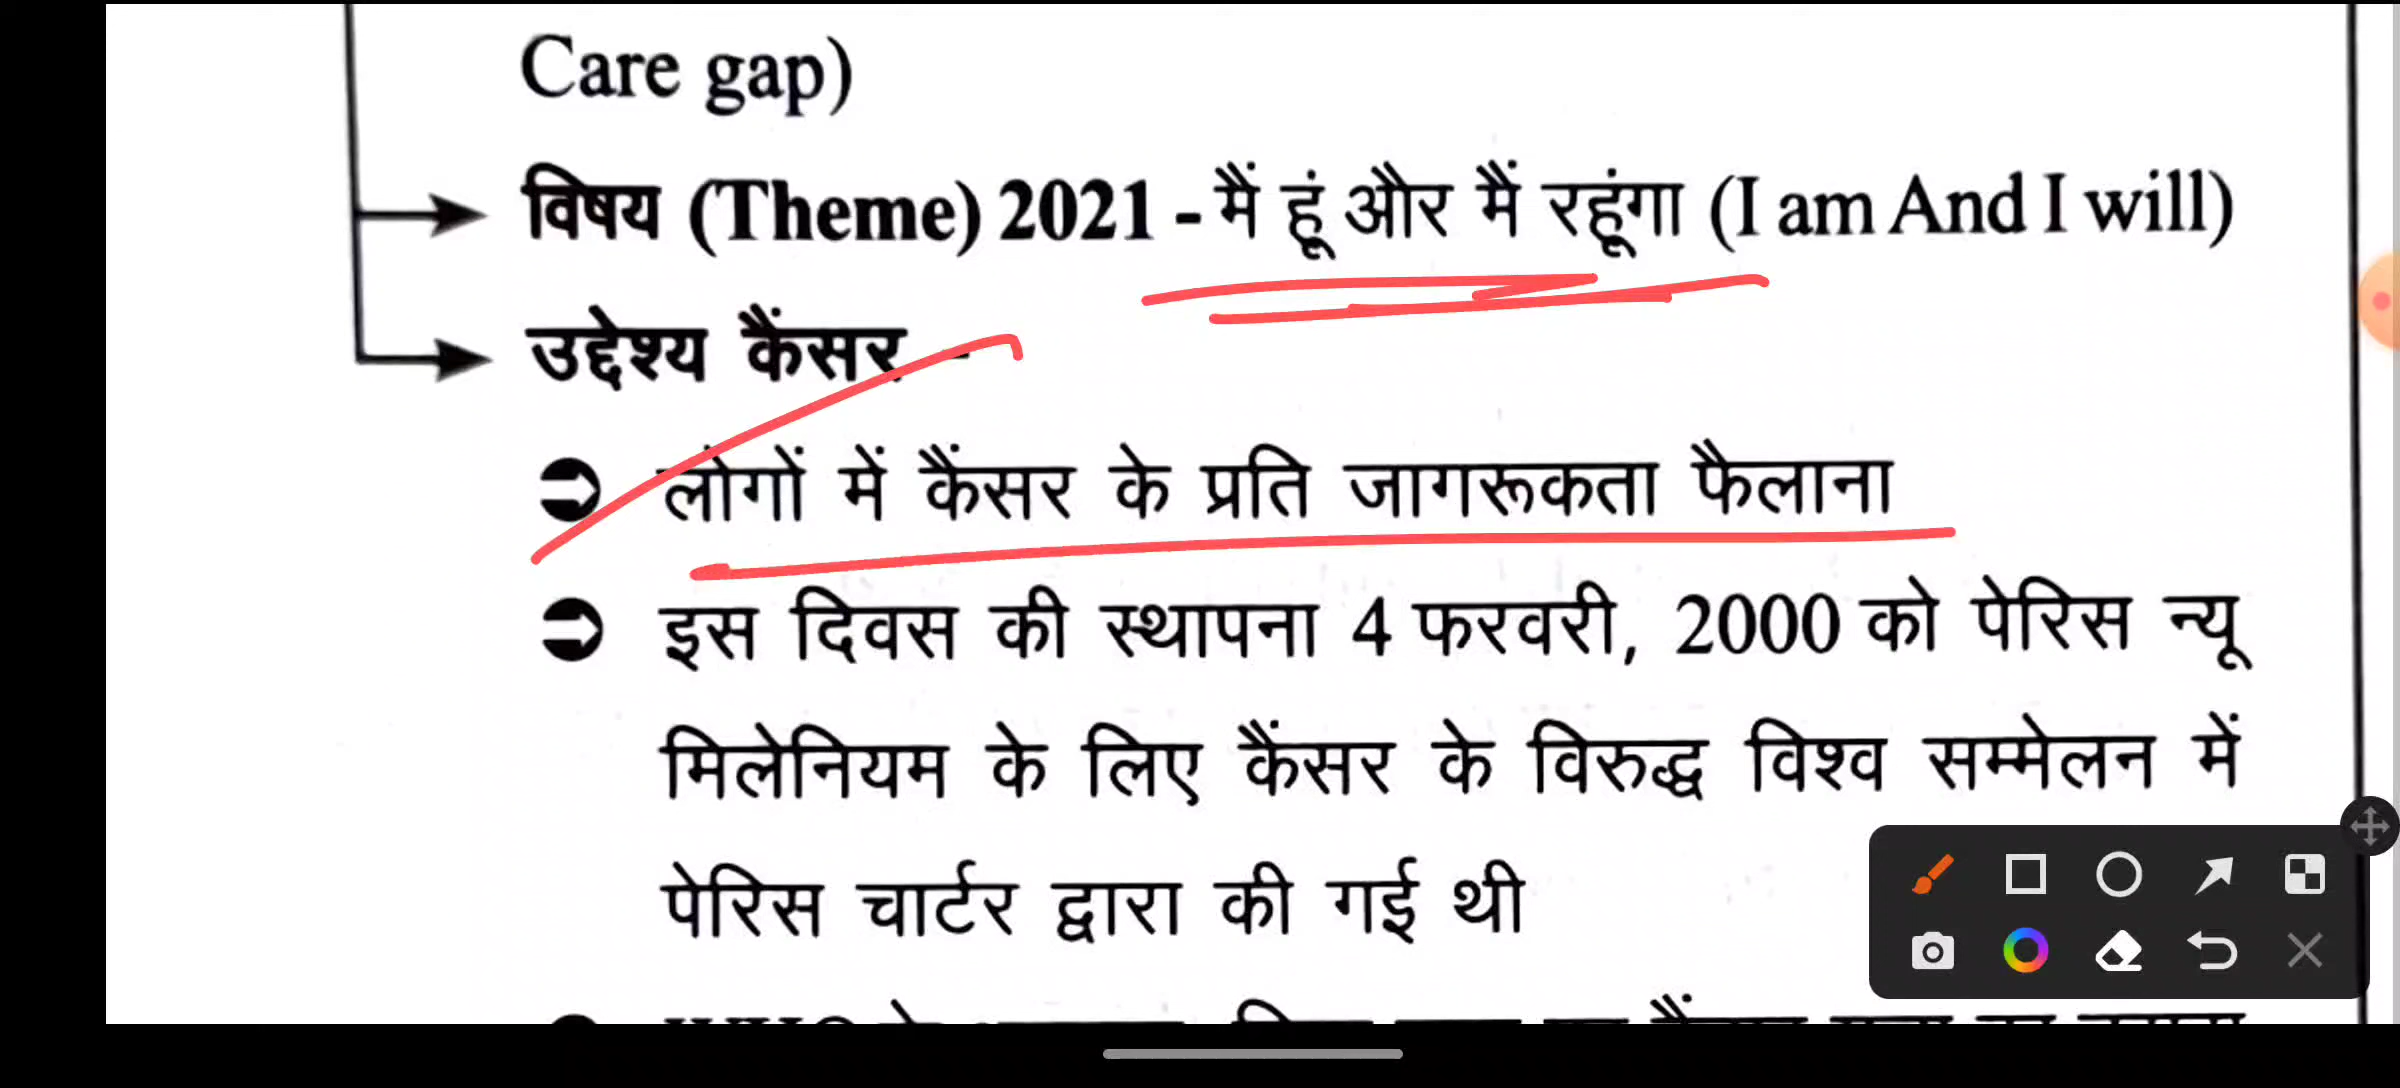 Care gap)
विषय (Theme) 2021 - मैं हूं और मैं रहूंगा (I am And I will)
उद्देश्य कैंसर -
लोगों में कैंसर के प्रति जागरूकता फैलाना
इस दिवस की स्थापना 4 फरवरी, 2000 को पेरिस न्यू
मिलेनियम के लिए कैंसर के विरुद्ध विश्व सम्मेलन में
पेरिस चार्टर द्वारा की गई थी